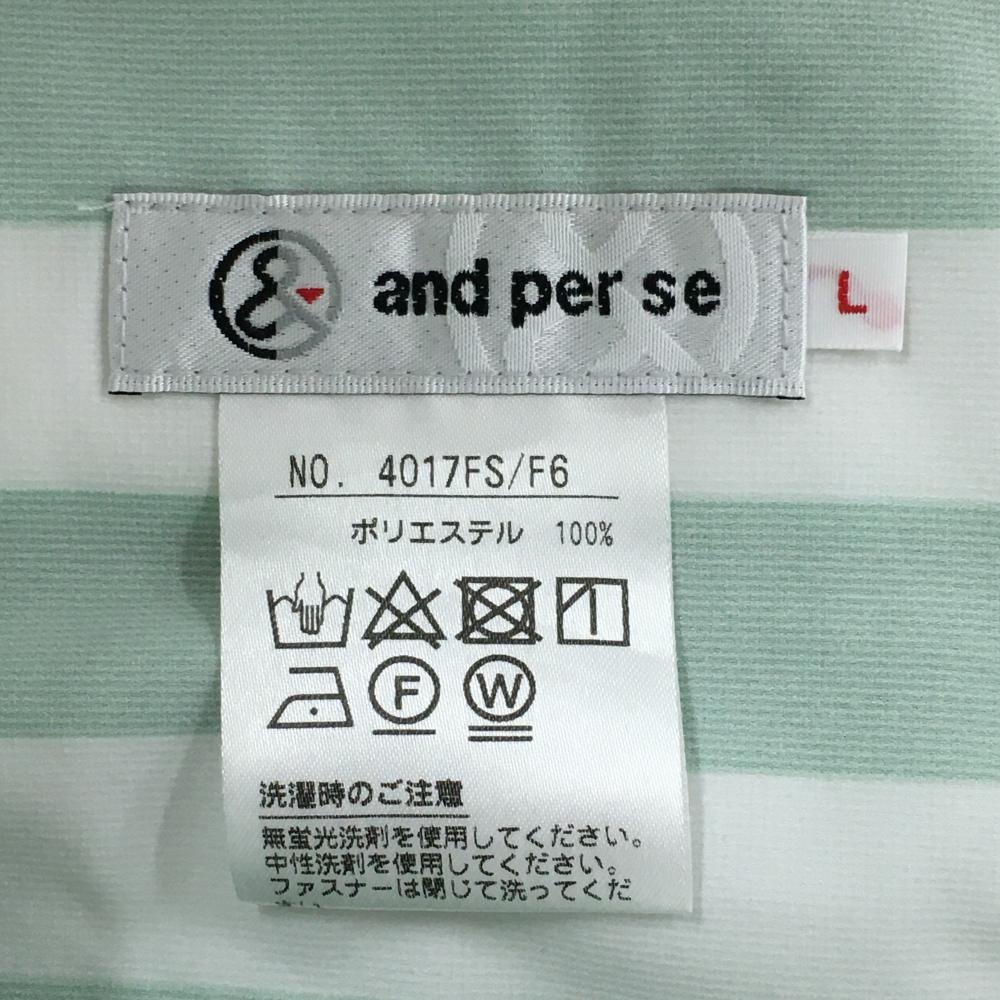 and per se
L
NO. 4017FS/F6
ポリエステル 100%
F W
洗濯時のご注意
無蛍光洗剤を使用してください。
中性洗剤を使用してください。
ファスナーは閉じて洗ってくだ